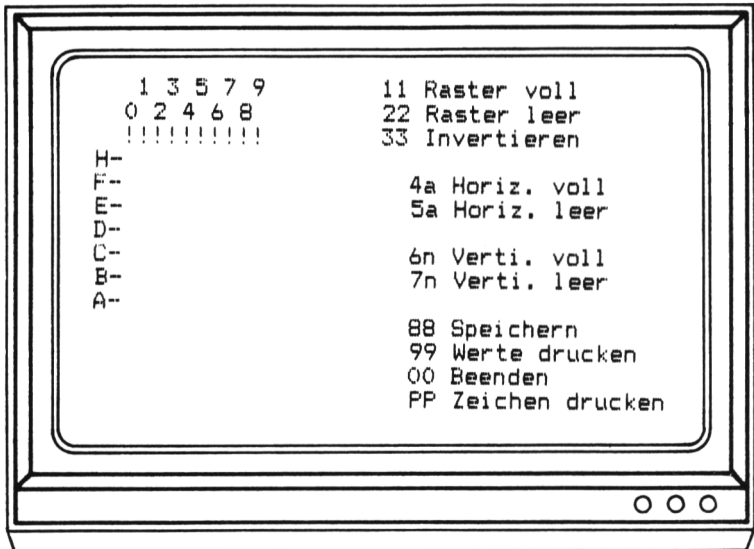 1 3 5 7 9
0 2 4 6 8
! ! ! ! ! ! ! ! ! !
H-
F-
E-
D-
C-
B-
A-
11 Raster voll
22 Raster leer
33 Invertieren
4a Horiz. voll
5a Horiz. leer
6n Verti. voll
7n Verti. leer
88 Speichern
99 Werte drucken
00 Beenden
PP Zeichen drucken